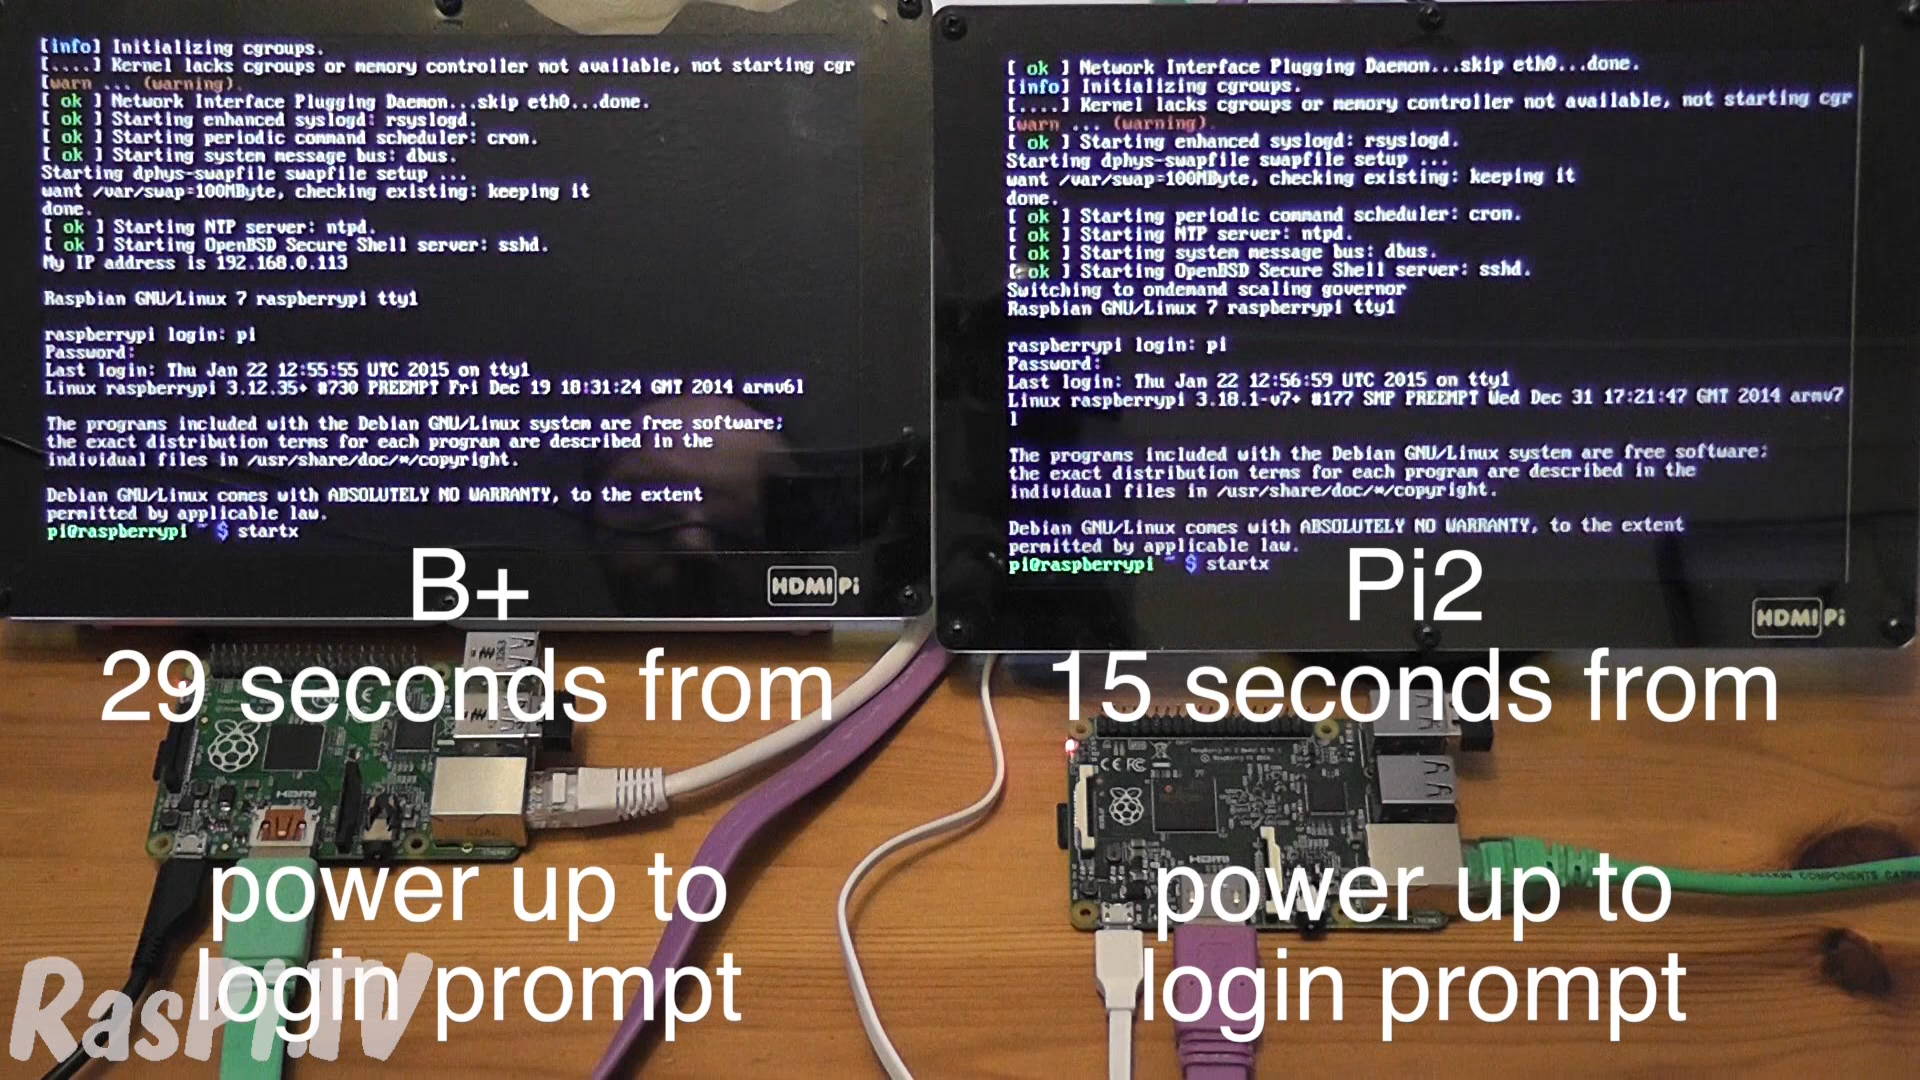 [info] Initializing cgroups.
[....] Kernel lacks cgroups or memory controller not available, not starting cgr
[warn ... (warning).
[ ok ] Network Interface Plugging Daemon...skip eth0...done.
[ ok ] Starting enhanced syslogd: rsyslogd.
[ ok ] Starting periodic command scheduler: cron.
[ ok ] Starting system message bus: dbus.
Starting dphys-swapfile swapfile setup ...
want /var/swap=100MByte, checking existing: keeping it
done.
[ ok ] Starting NTP server: ntpd.
[ ok ] Starting OpenBSD Secure Shell server: sshd.
My IP address is 192.168.0.113
Raspbian GNU/Linux 7 raspberrypi tty1
raspberrypi login: pi
Password:
Last login: Thu Jan 22 12:55:55 UTC 2015 on tty1
Linux raspberrypi 3.12.35+ #730 PREEMPT Fri Dec 19 18:31:24 GMT 2014 armv6l
The programs included with the Debian GNU/Linux system are free software;
the exact distribution terms for each program are described in the
individual files in /usr/share/doc/*/copyright.
Debian GNU/Linux comes with ABSOLUTELY NO WARRANTY, to the extent
permitted by applicable law.
pi@raspberrypi ~ $ startx
HDMIPi
B+
29 seconds from
power up to
login prompt
HDMI
RasPi.TV
[ ok ] Network Interface Plugging Daemon...skip eth0...done.
[info] Initializing cgroups.
[....] Kernel lacks cgroups or memory controller not available, not starting cgr
[warn ... (warning).
[ ok ] Starting enhanced syslogd: rsyslogd.
Starting dphys-swapfile swapfile setup ...
want /var/swap=100MByte, checking existing: keeping it
done.
[ ok ] Starting periodic command scheduler: cron.
[ ok ] Starting NTP server: ntpd.
[ ok ] Starting system message bus: dbus.
[ ok ] Starting OpenBSD Secure Shell server: sshd.
Switching to ondemand scaling governor
Raspbian GNU/Linux 7 raspberrypi tty1
raspberrypi login: pi
Password:
Last login: Thu Jan 22 12:56:59 UTC 2015 on tty1
Linux raspberrypi 3.18.1-v7+ #177 SMP PREEMPT Wed Dec 31 17:21:47 GMT 2014 armv7
l
The programs included with the Debian GNU/Linux system are free software;
the exact distribution terms for each program are described in the
individual files in /usr/share/doc/*/copyright.
Debian GNU/Linux comes with ABSOLUTELY NO WARRANTY, to the extent
permitted by applicable law.
pi@raspberrypi ~ $ startx
HDMIPi
Pi2
15 seconds from
power up to
login prompt
CE FC
HDMI